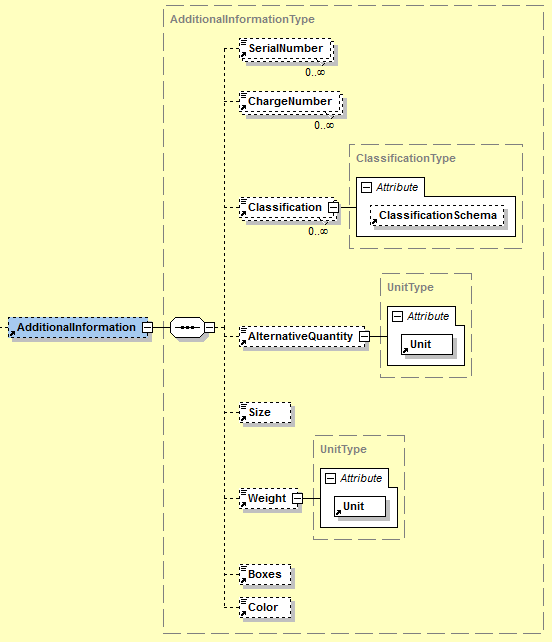 AdditionalInformationType
SerialNumber
0..∞
ChargeNumber
0..∞
ClassificationType
Attribute
Classification
ClassificationSchema
0..∞
UnitType
Attribute
AdditionalInformation
AlternativeQuantity
Unit
Size
UnitType
Attribute
Weight
Unit
Boxes
Color